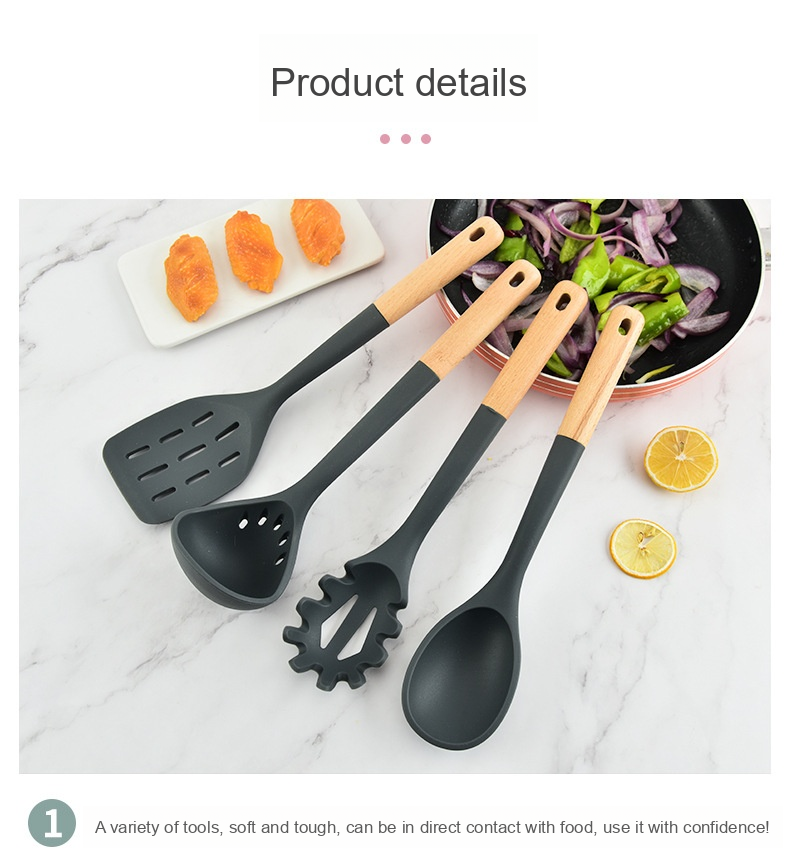 Product details
1
A variety of tools, soft and tough, can be in direct contact with food, use it with confidence!